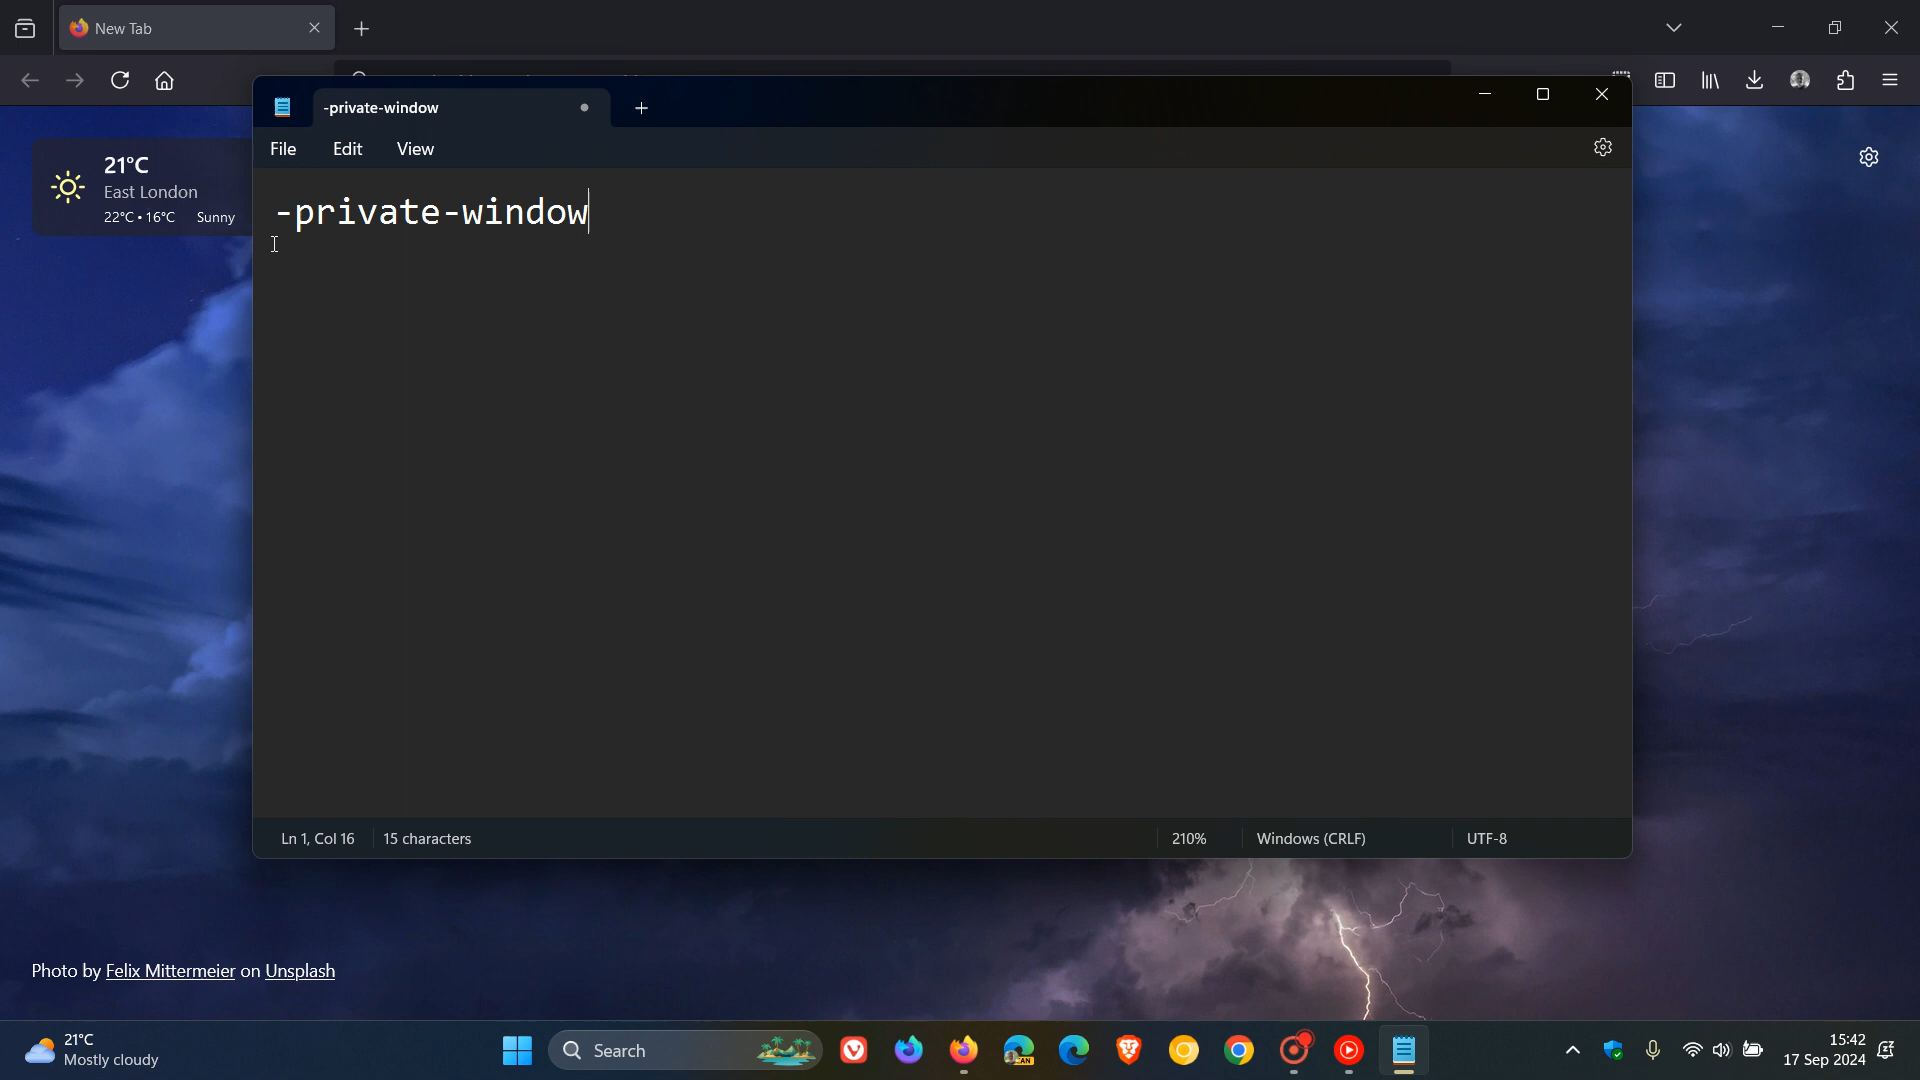 New Tab
-private-window
File Edit View
21°C
East London
22°C • 16°C Sunny
-private-window
Ln 1, Col 16 15 characters 210% Windows (CRLF) UTF-8
Photo by Felix Mittermeier on Unsplash
21°C
Mostly cloudy
Search
CAN
15:42
17 Sep 2024